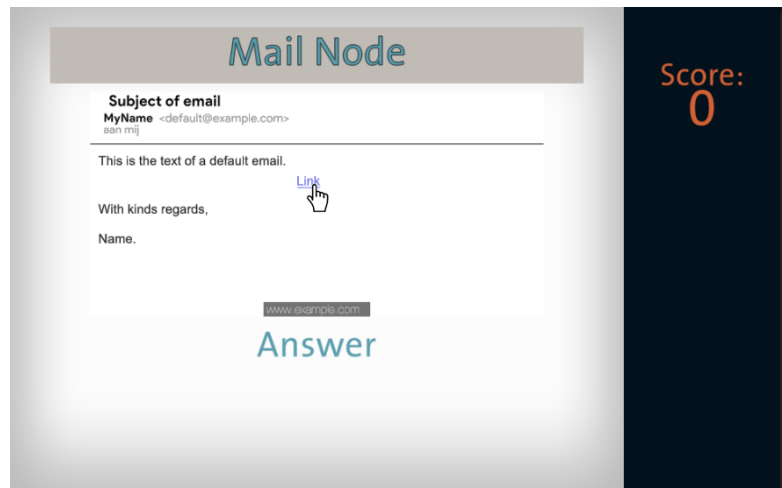 Mail Node
Score:
0
Subject of email
MyName <default@example.com>
aan mij
This is the text of a default email.
Link
With kinds regards,
Name.
www.example.com
Answer